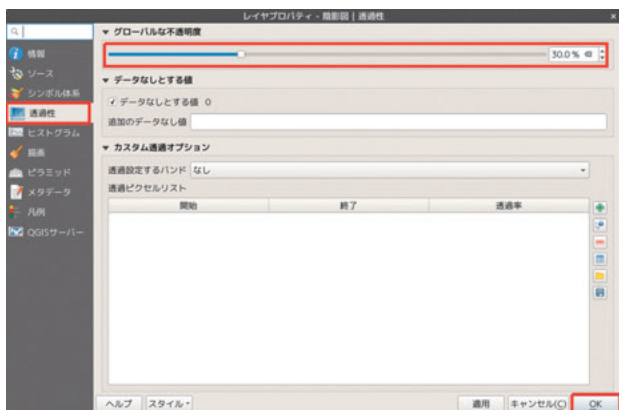 レイヤプロパティ - 陰影図 | 透過性
情報
ソース
シンボル体系
透過性
ヒストグラム
描画
ピラミッド
メタデータ
凡例
QGISサーバー
グローバルな不透明度
30.0 %
データなしとする値
データなしとする値 0
追加のデータなし値
カスタム透過オプション
透過設定するバンド なし
透過ピクセルリスト
開始 終了 透過率
ヘルプ スタイル 適用 キャンセル(C) OK